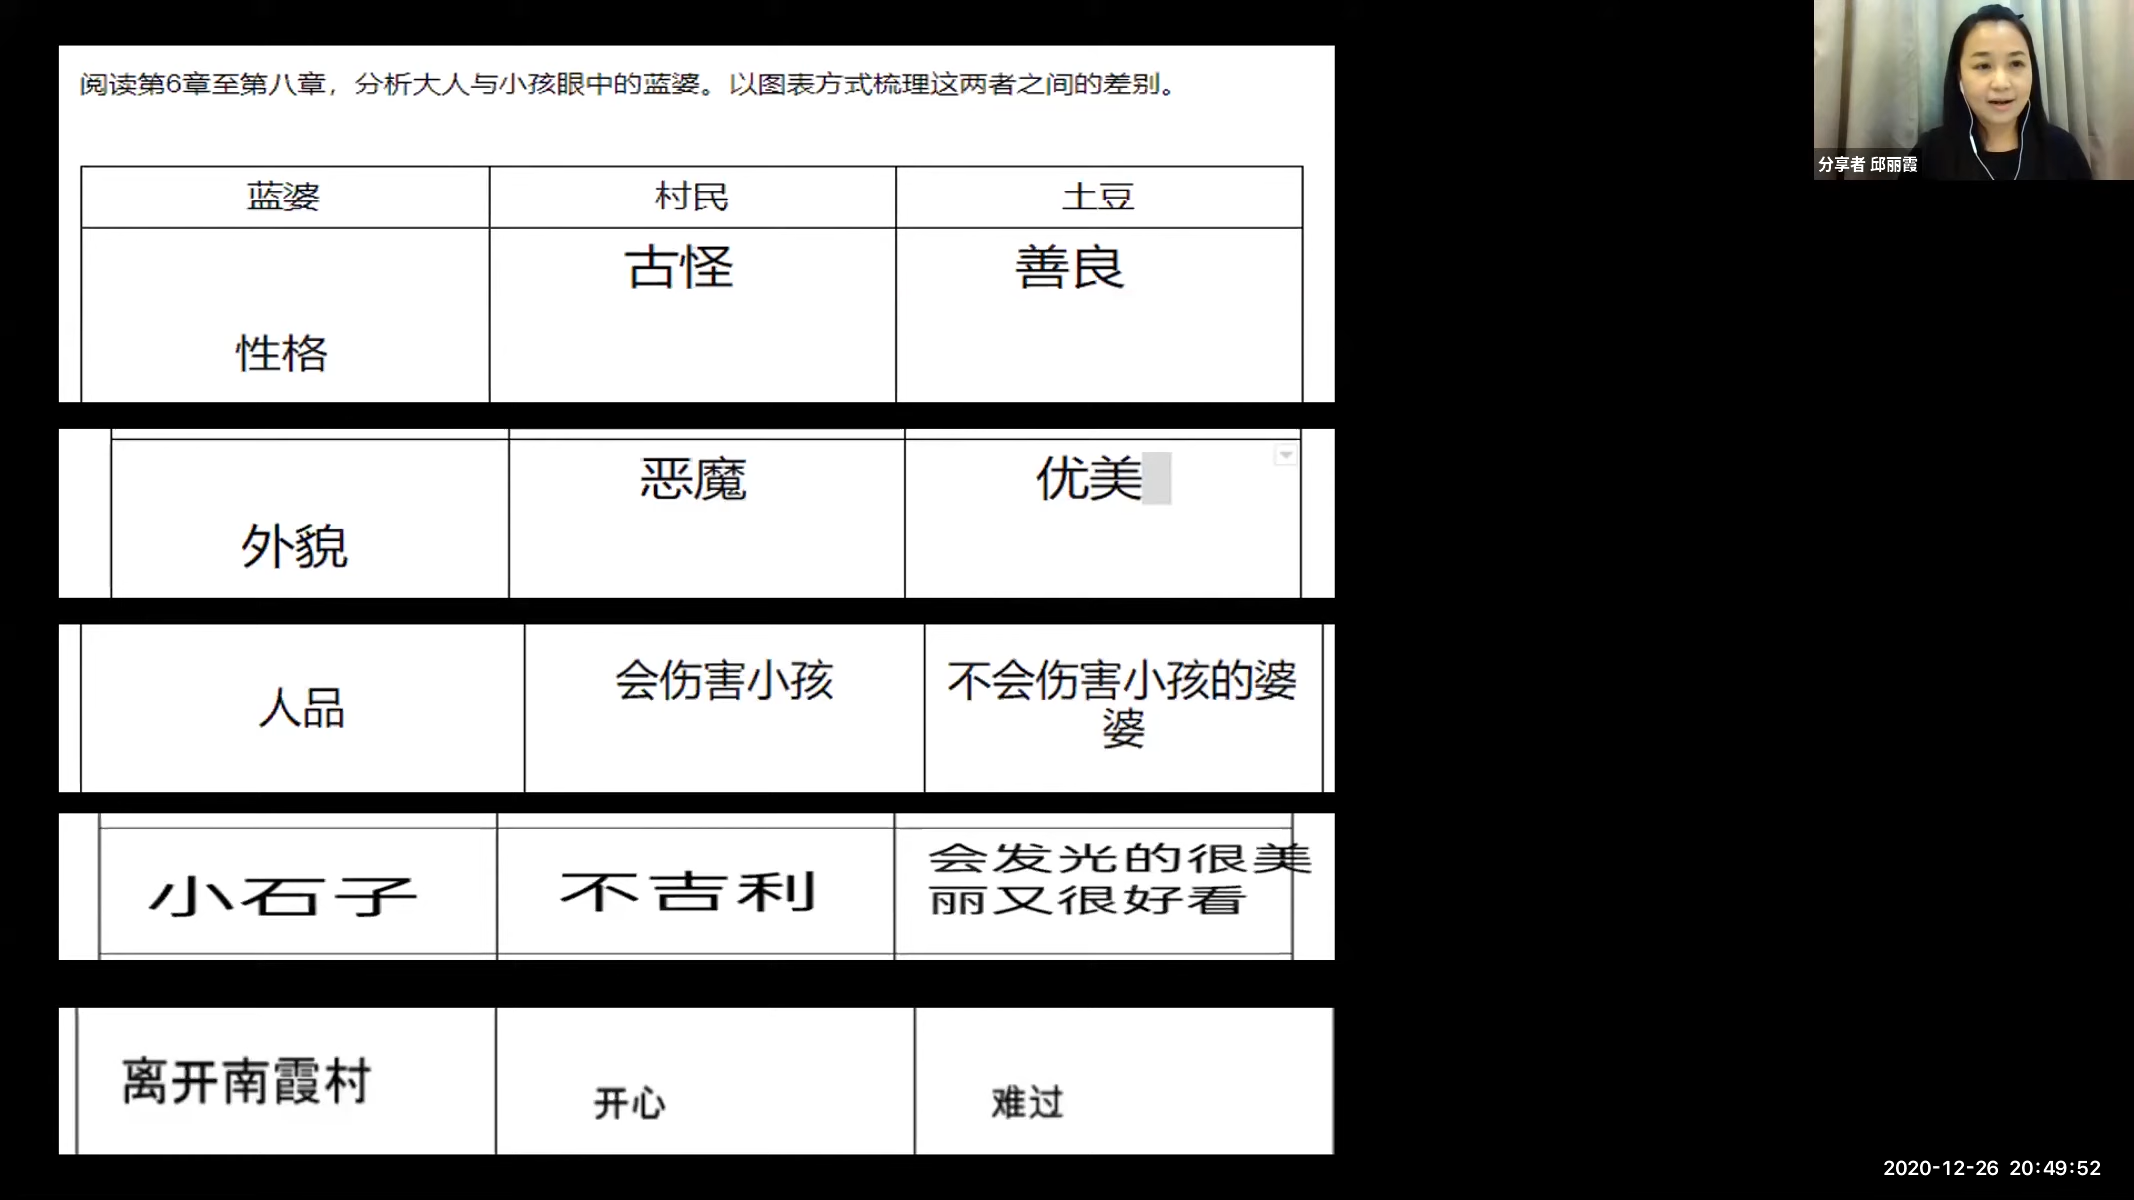 阅读第6章至第八章，分析大人与小孩眼中的蓝婆。以图表方式梳理这两者之间的差别。
蓝婆 村民 土豆
性格 古怪 善良
外貌 恶魔 优美
人品 会伤害小孩 不会伤害小孩的婆
婆
小石子 不吉利 会发光的很美
丽又很好看
离开南霞村 开心 难过
分享者 邱丽霞
2020-12-26 20:49:52